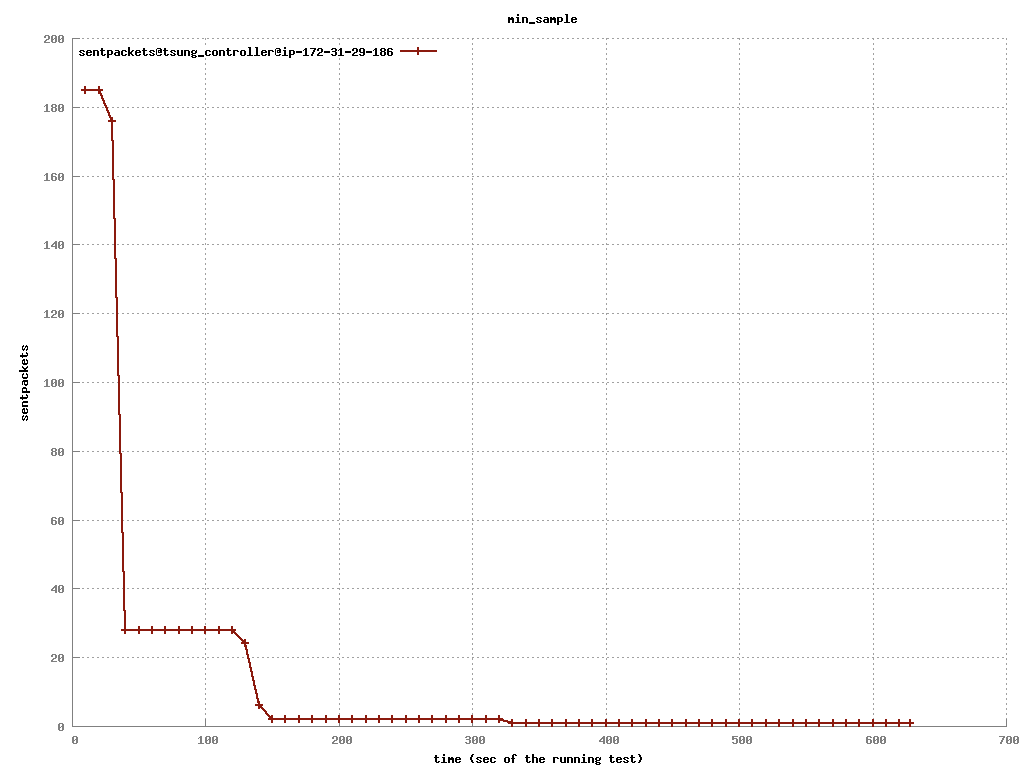 min_sample
200
sentpackets@tsung_controller@ip-172-31-29-186
180
160
140
120
100
sentpackets
80
60
40
20
0
0 100 200 300 400 500 600 700
time (sec of the running test)